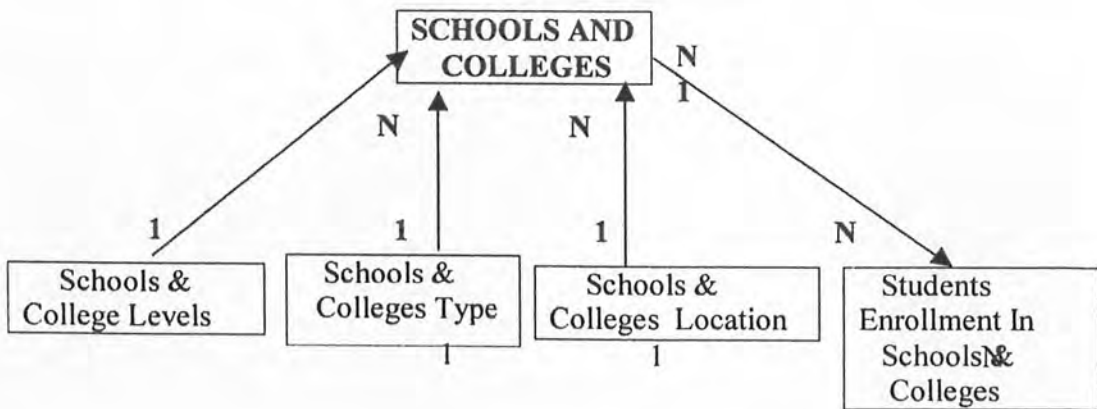 SCHOOLS AND
COLLEGES
N
1
N
N
1
1
1
N
Schools &
College Levels
Schools &
Colleges Type
1
Schools &
Colleges Location
1
Students
Enrollment In
Schools &
N
Colleges